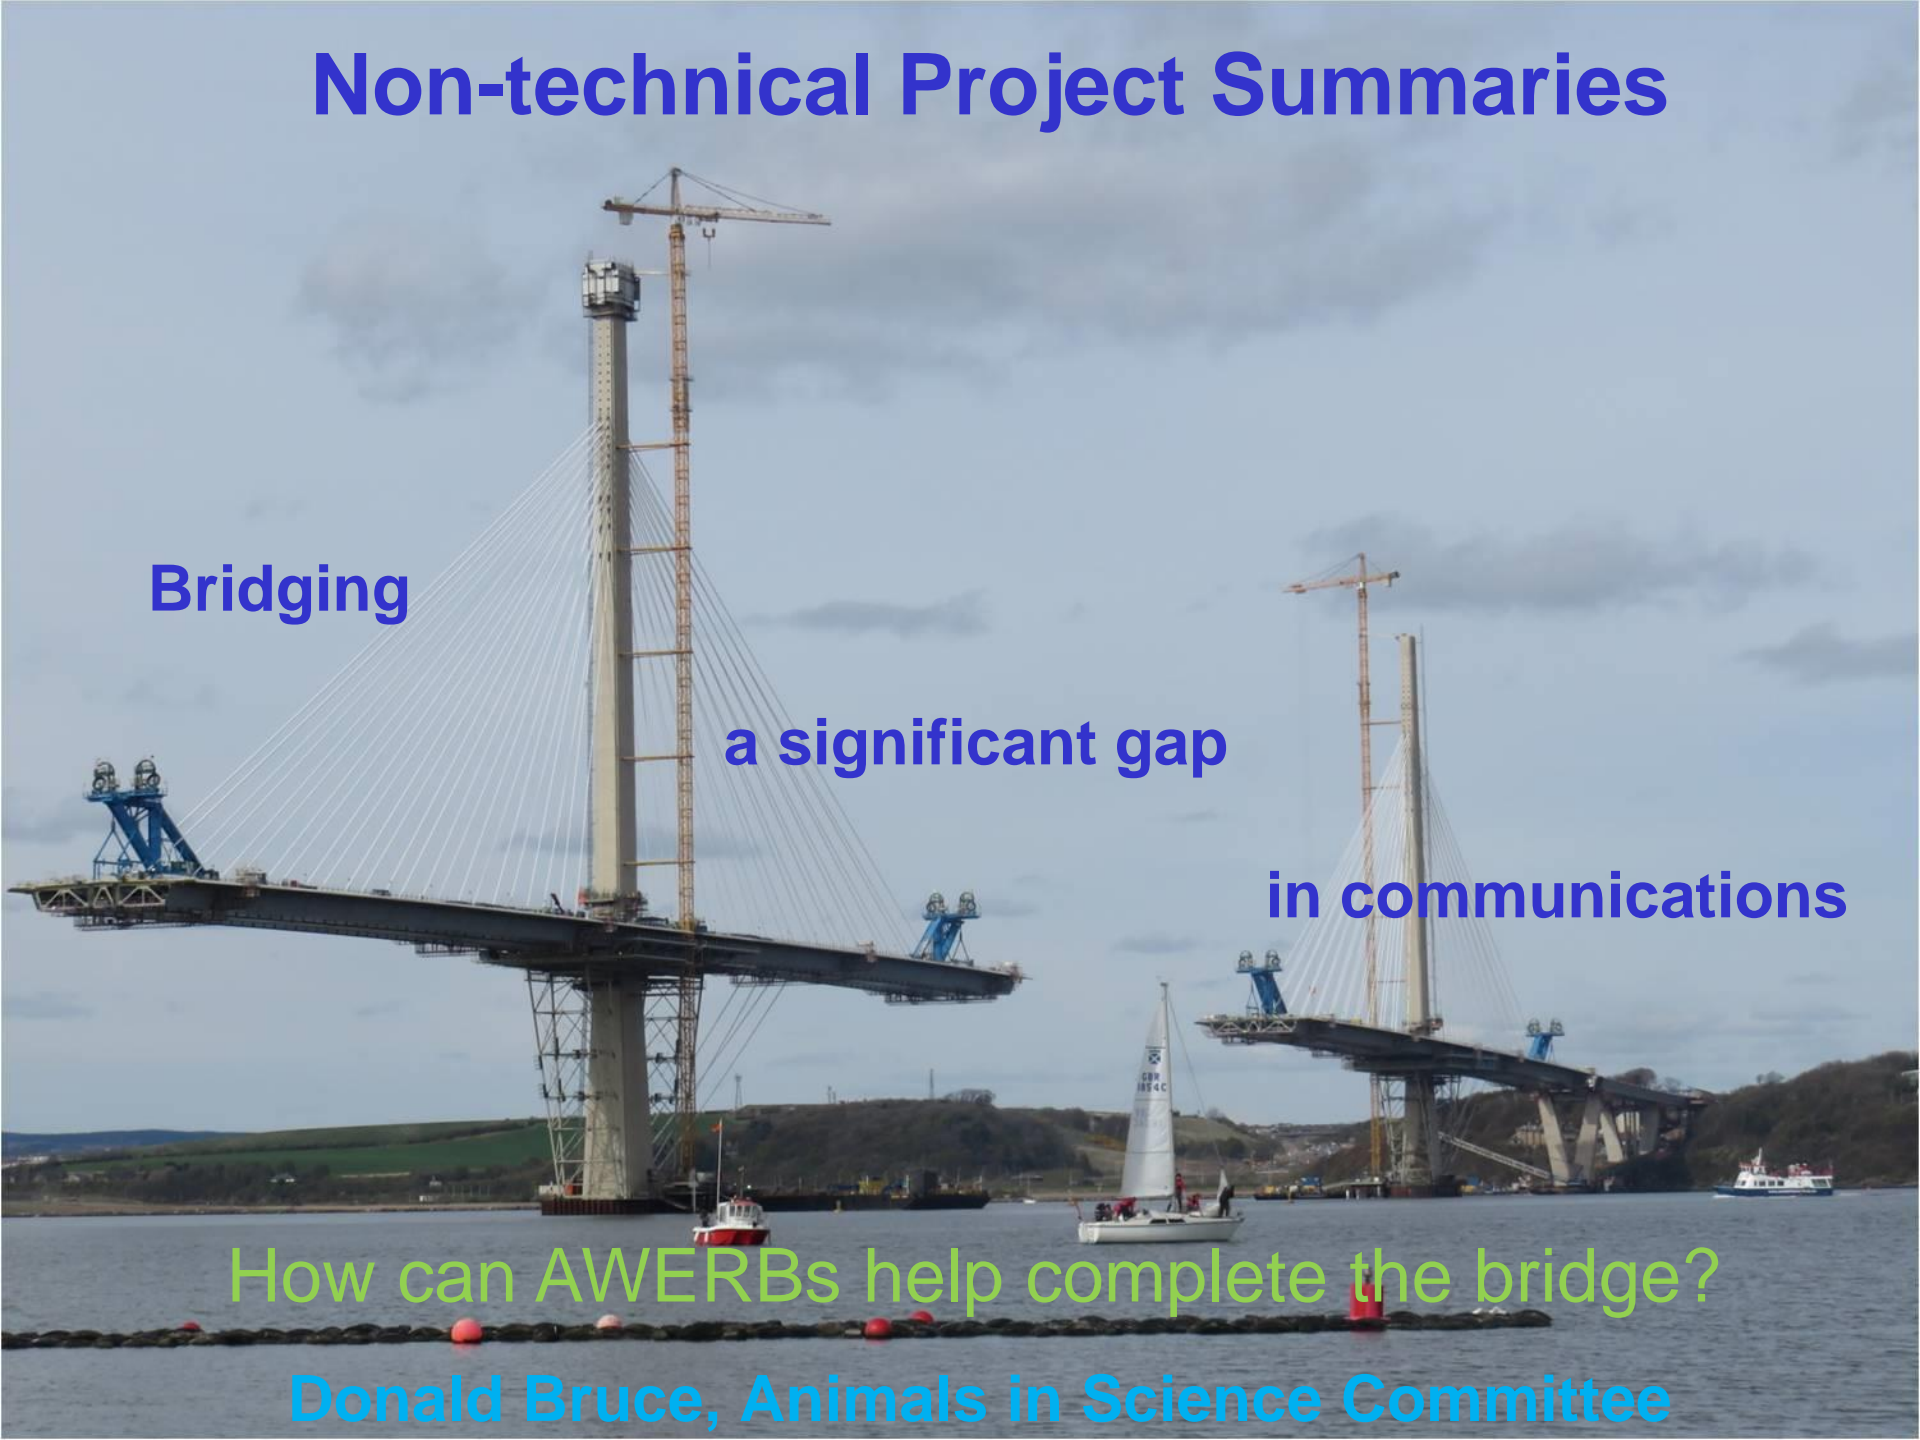 Non-technical Project Summaries
Bridging
a significant gap
in communications
GBR
How can AWERBs help complete the bridge?
Donald Bruce, Animals in Science Committee